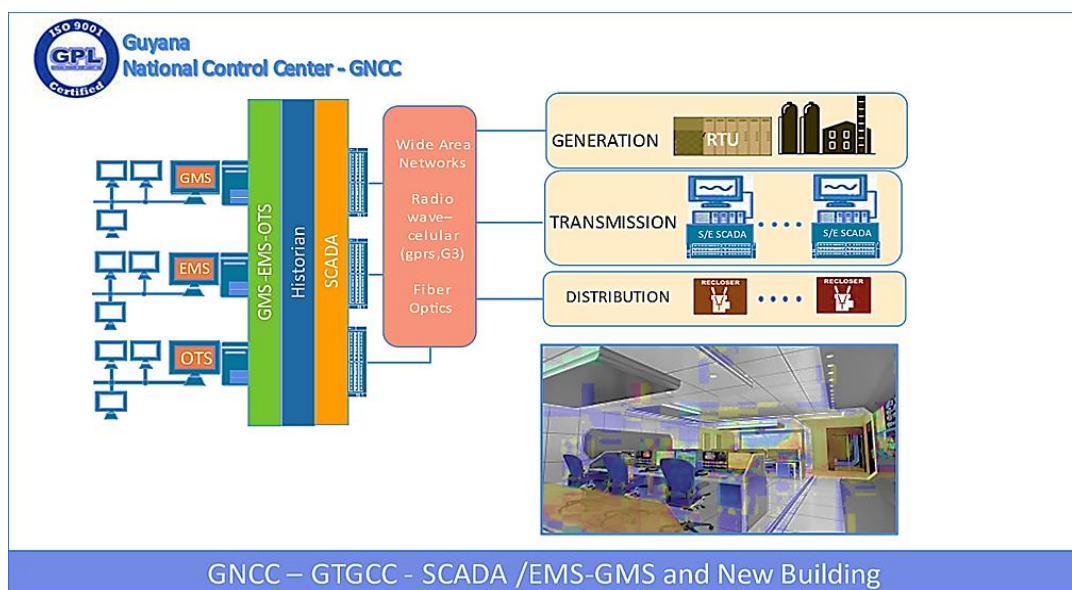 ISO 9001
GPL
Certified
Guyana
National Control Center - GNCC
GMS
EMS
OTS
GMS-EMS-OTS
Historian
SCADA
Wide Area
Networks
Radio
wave–
celular
(gprs,G3)
Fiber
Optics
GENERATION
RTU
TRANSMISSION
S/E SCADA
S/E SCADA
DISTRIBUTION
RECLOSER
RECLOSER
GNCC – GTGCC - SCADA /EMS-GMS and New Building